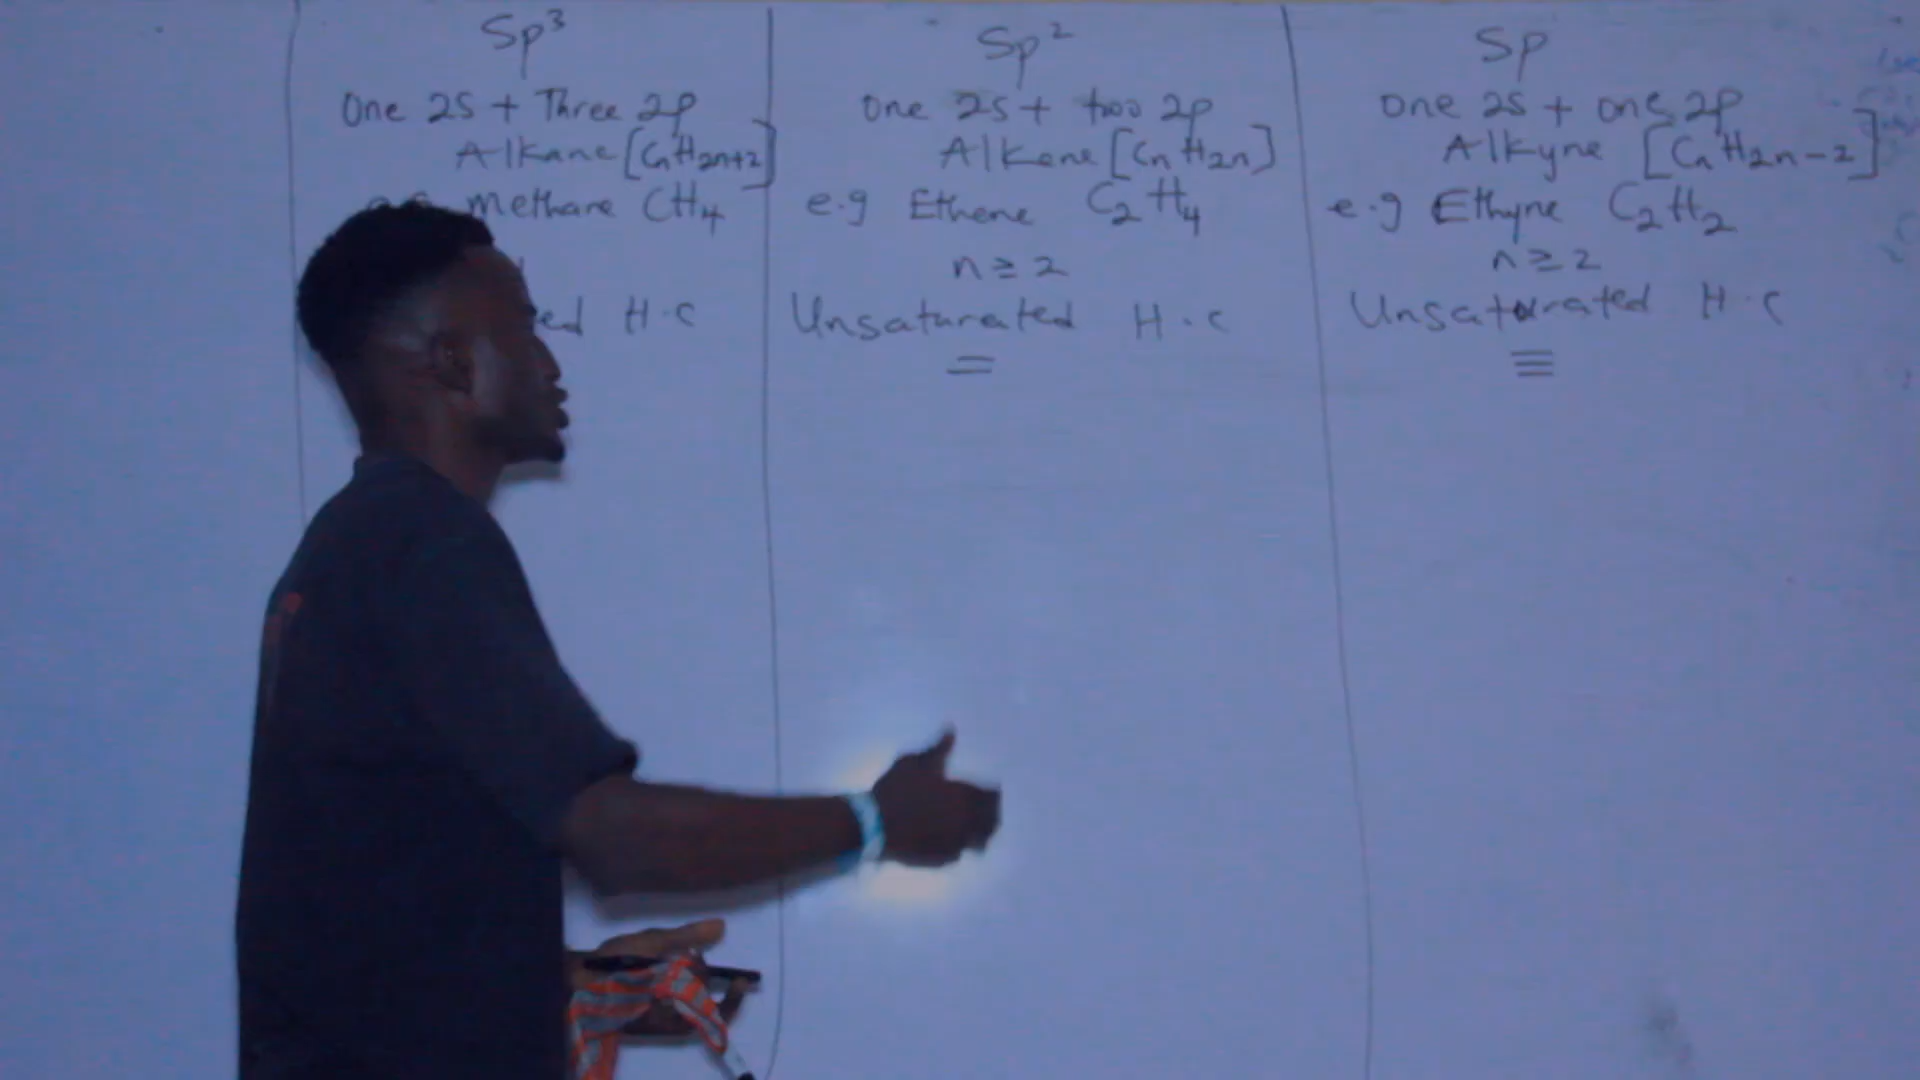 Sp³
One 2S + Three 2p
Alkane [CnH2n+2]
e.g methane CH4
H.C
Sp²
One 2s + two 2p
Alkene [CnH2n]
e.g Ethene C2H4
n ≥ 2
Unsaturated H.C
=
Sp
One 2s + one 2p
Alkyne [CnH2n-2]
e.g Ethyne C2H2
n ≥ 2
Unsaturated H.C
≡